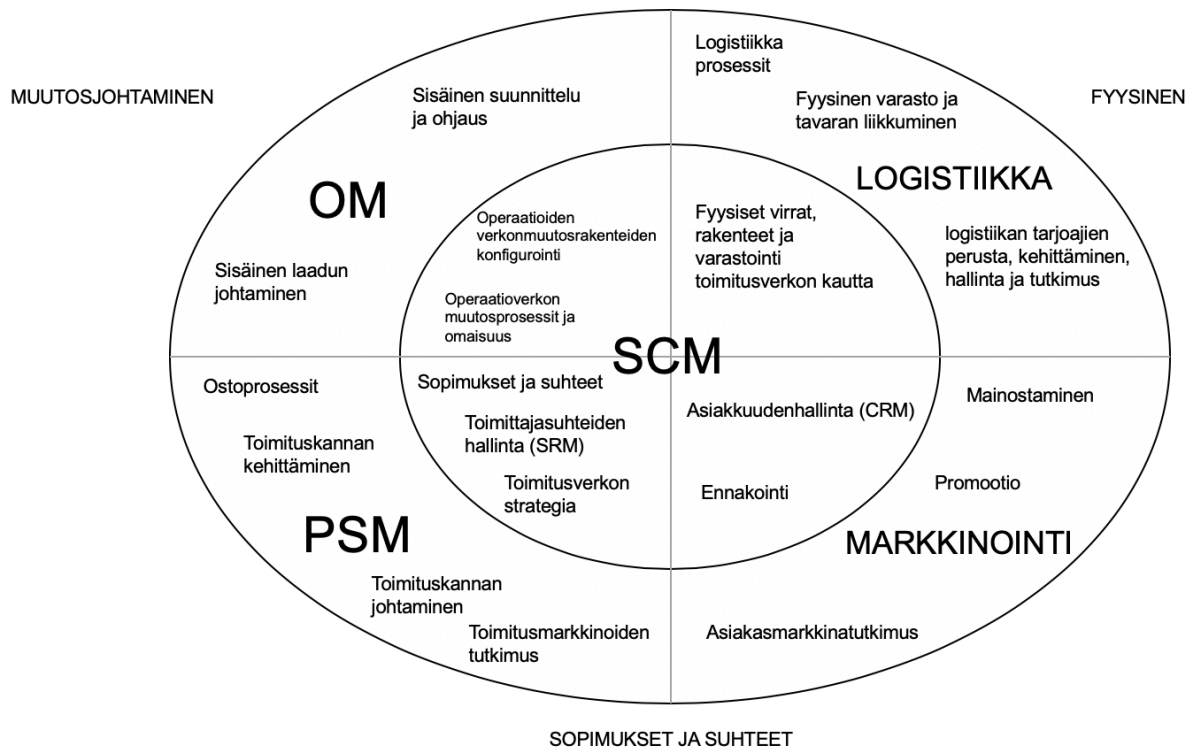 MUUTOSJOHTAMINEN
FYYSINEN
Sisäinen suunnittelu
ja ohjaus
OM
Sisäinen laadun
johtaminen
Logistiikka
prosessit
Fyysinen varasto ja
tavaran liikkuminen
LOGISTIIKKA
logistiikan tarjoajien
perusta, kehittäminen,
hallinta ja tutkimus
Operaatioiden
verkonmuutosrakenteiden
konfigurointi
Operaatioverkon
muutosprosessit ja
omaisuus
Fyysiset virrat,
rakenteet ja
varastointi
toimitusverkon kautta
SCM
Sopimukset ja suhteet
Toimittajasuhteiden
hallinta (SRM)
Toimitusverkon
strategia
Asiakkuudenhallinta (CRM)
Ennakointi
Ostoprosessit
Toimituskannan
kehittäminen
PSM
Toimituskannan
johtaminen
Toimitusmarkkinoiden
tutkimus
Mainostaminen
Promootio
MARKKINOINTI
Asiakasmarkkinatutkimus
SOPIMUKSET JA SUHTEET